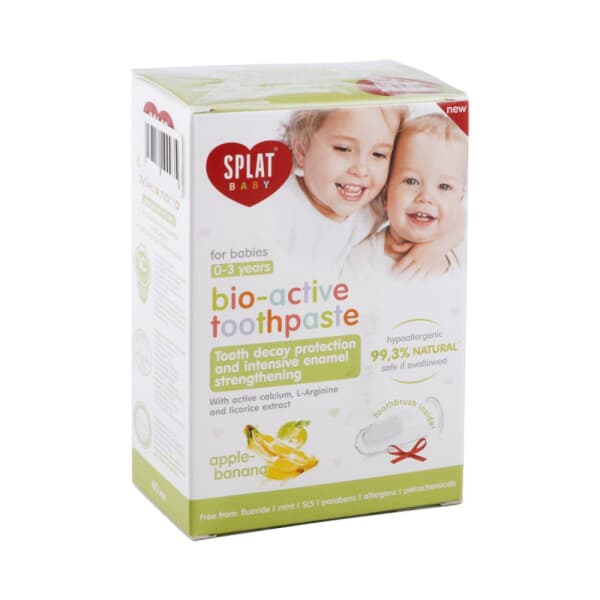 new
SPLAT
BABY
for babies
0-3 years
bio-active
toothpaste
Tooth decay protection
and intensive enamel
strengthening
With active calcium, L-Arginine
and licorice extract
hypoallergenic
99,3% NATURAL
safe if swallowed
toothbrush inside!
apple-
banana
Free from: fluoride | mint | SLS | parabens | allergens | petrochemicals